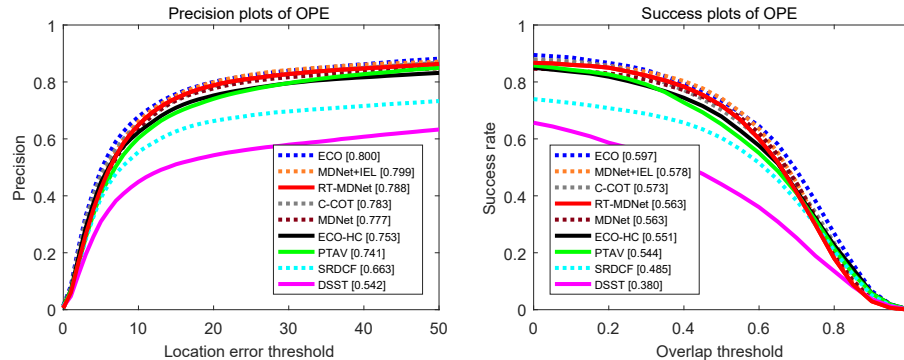 Precision plots of OPE
1
0.8
0.6
0.4
0.2
0
Precision
0 10 20 30 40 50
Location error threshold
ECO [0.800]
MDNet+IEL [0.799]
RT-MDNet [0.788]
C-COT [0.783]
MDNet [0.777]
ECO-HC [0.753]
PTAV [0.741]
SRDCF [0.663]
DSST [0.542]
Success plots of OPE
1
0.8
0.6
0.4
0.2
0
Success rate
0 0.2 0.4 0.6 0.8
Overlap threshold
ECO [0.597]
MDNet+IEL [0.578]
C-COT [0.573]
RT-MDNet [0.563]
MDNet [0.563]
ECO-HC [0.551]
PTAV [0.544]
SRDCF [0.485]
DSST [0.380]